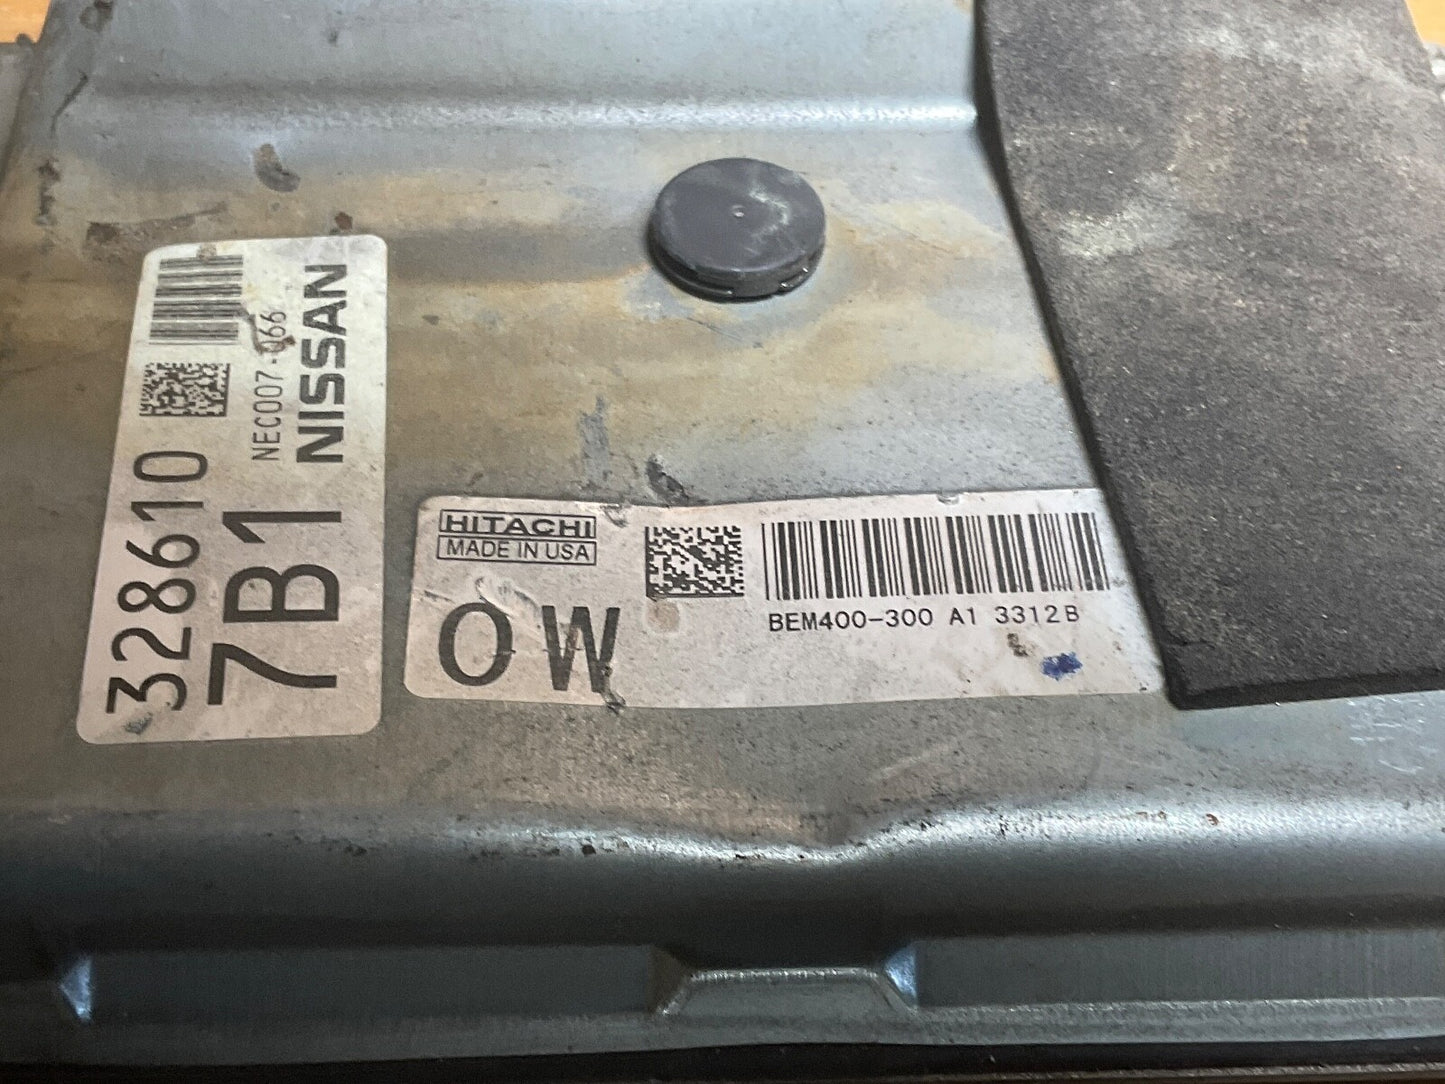 NISSAN
NEC007-066
7B1
328610
HITACHI
MADE IN USA
OW
BEM400-300 A1 3312B